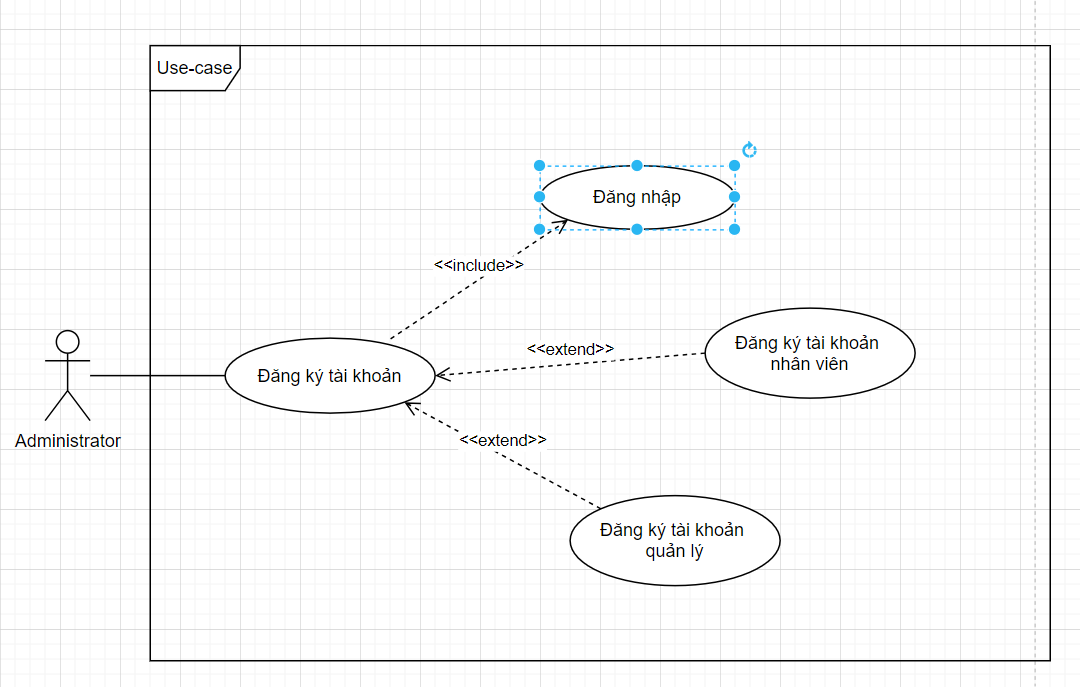 Use-case
Đăng nhập
<<include>>
Đăng ký tài khoản
nhân viên
<<extend>>
Đăng ký tài khoản
Administrator
<<extend>>
Đăng ký tài khoản
quản lý